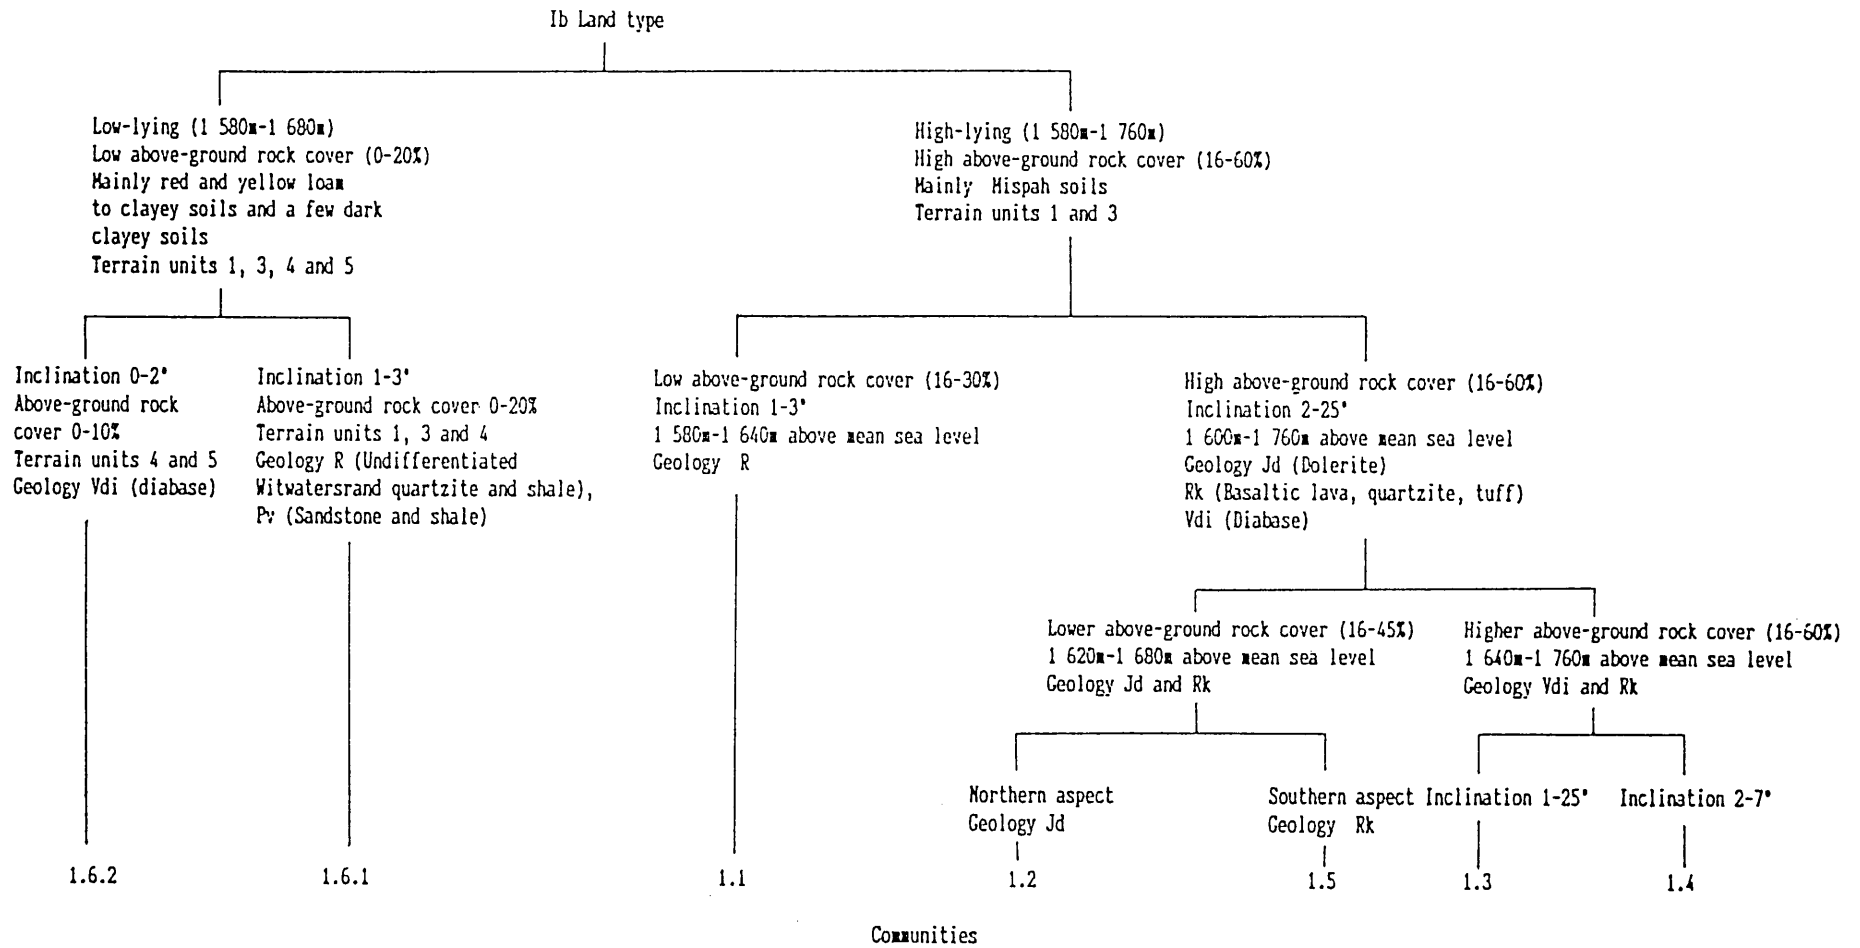 Ib Land type
Low-lying (1 580m-1 680m)
Low above-ground rock cover (0-20%)
Mainly red and yellow loam
to clayey soils and a few dark
clayey soils
Terrain units 1, 3, 4 and 5
High-lying (1 580m-1 760m)
High above-ground rock cover (16-60%)
Mainly Mispah soils
Terrain units 1 and 3
Inclination 0-2°
Above-ground rock
cover 0-10%
Terrain units 4 and 5
Geology Vdi (diabase)
Inclination 1-3°
Above-ground rock cover 0-20%
Terrain units 1, 3 and 4
Geology R (Undifferentiated
Witwatersrand quartzite and shale),
Pv (Sandstone and shale)
Low above-ground rock cover (16-30%)
Inclination 1-3°
1 580m-1 640m above mean sea level
Geology R
High above-ground rock cover (16-60%)
Inclination 2-25°
1 600m-1 760m above mean sea level
Geology Jd (Dolerite)
Rk (Basaltic lava, quartzite, tuff)
Vdi (Diabase)
Lower above-ground rock cover (16-45%)
1 620m-1 680m above mean sea level
Geology Jd and Rk
Higher above-ground rock cover (16-60%)
1 640m-1 760m above mean sea level
Geology Vdi and Rk
Northern aspect
Geology Jd
Southern aspect
Geology Rk
Inclination 1-25°
Inclination 2-7°
1.6.2
1.6.1
1.1
1.2
1.5
1.3
1.4
Communities